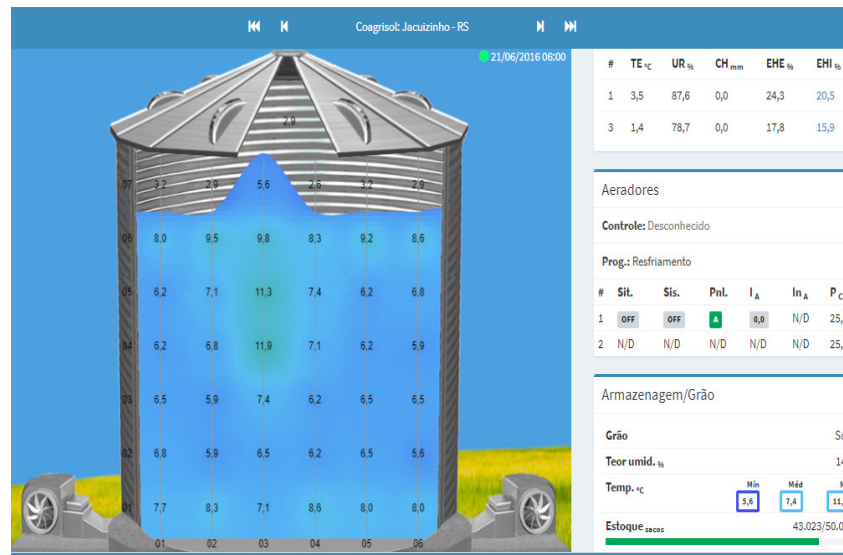 Coagrisol: Jacuizinho - RS
21/06/2016 06:00
2,9
07 3,2 2,9 5,6 2,6 3,2 2,9
06 8,0 9,5 9,8 8,3 9,2 8,6
05 6,2 7,1 11,3 7,4 6,2 6,8
04 6,2 6,8 11,9 7,1 6,2 5,9
03 6,5 5,9 7,4 6,2 6,5 6,5
02 6,8 5,9 6,5 6,2 6,5 5,6
01 7,7 8,3 7,1 8,6 8,0 8,0
01 02 03 04 05 06
# TE °C UR % CH mm EHE % EHI %
1 3,5 87,6 0,0 24,3 20,5
3 1,4 78,7 0,0 17,8 15,9
Aeradores
Controle: Desconhecido
Prog.: Resfriamento
# Sit. Sis. Pnl. I A In A P C
1 OFF OFF A 0,0 N/D 25,
2 N/D N/D N/D N/D N/D 25,
Armazenagem/Grão
Grão
Teor umid. % 14
Temp. °C Mín 5,6 Méd 7,4 11,
Estoque sacos 43.023/50.0